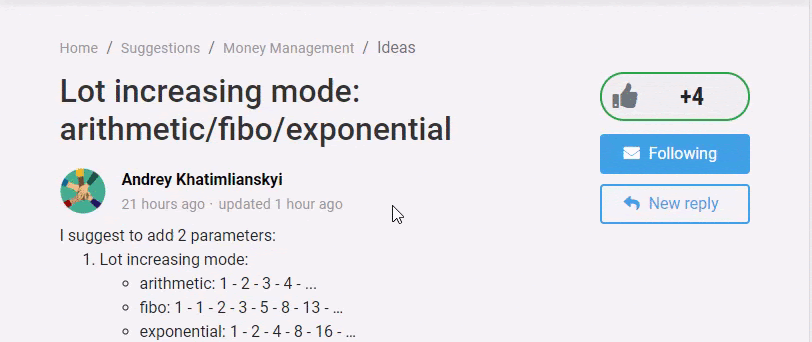 Home / Suggestions / Money Management / Ideas
Lot increasing mode:
arithmetic/fibo/exponential
+4
Following
New reply
Andrey Khatimlianskyi
21 hours ago · updated 1 hour ago
I suggest to add 2 parameters:
1. Lot increasing mode:
arithmetic: 1 - 2 - 3 - 4 - ...
fibo: 1 - 1 - 2 - 3 - 5 - 8 - 13 - ...
exponential: 1 - 2 - 4 - 8 - 16 - ...